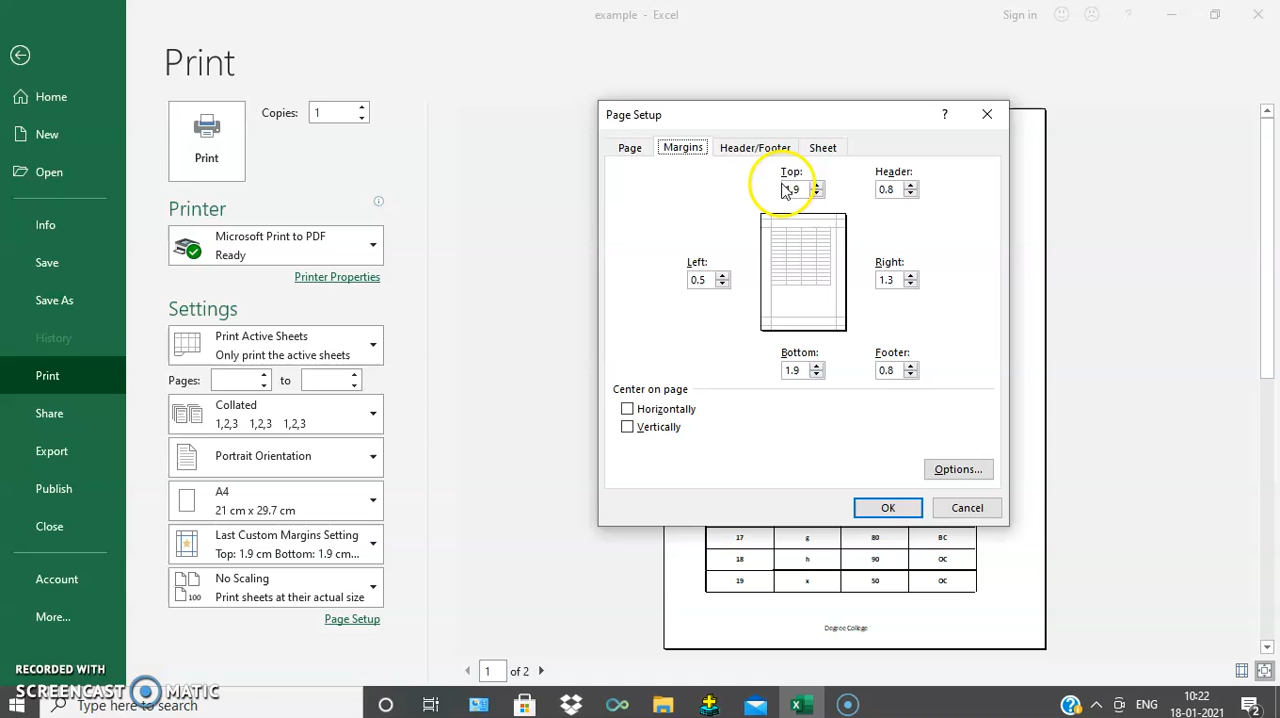 example - Excel
Sign in
?
Print
Home
New
Open
Info
Save
Save As
History
Print
Share
Export
Publish
Close
Account
More...
Print
Copies: 1
Printer
Microsoft Print to PDF
Ready
Printer Properties
Settings
Print Active Sheets
Only print the active sheets
Pages: to
Collated
1,2,3 1,2,3 1,2,3
Portrait Orientation
A4
21 cm x 29.7 cm
Last Custom Margins Setting
Top: 1.9 cm Bottom: 1.9 cm...
No Scaling
100
Print sheets at their actual size
Page Setup
Page Setup
?
Page Margins Header/Footer Sheet
Top: Header:
1.9 0.8
Left: Right:
0.5 1.3
Bottom: Footer:
1.9 0.8
Center on page
Horizontally
Vertically
Options...
OK Cancel
17 g 80 BC
18 h 90 OC
19 x 50 OC
Degree College
1 of 2
RECORDED WITH
SCREENCAST MATIC
Type here to search
ENG
10:22
18-01-2021
2